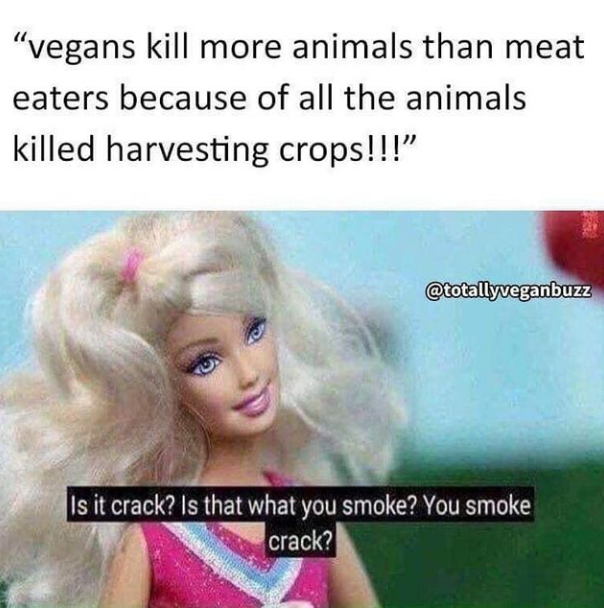 “vegans kill more animals than meat
eaters because of all the animals
killed harvesting crops!!!”
@totallyveganbuzz
Is it crack? Is that what you smoke? You smoke
crack?